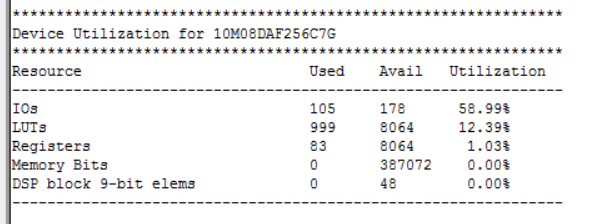 ***************************************************************
Device Utilization for 10M08DAF256C7G
***************************************************************
Resource Used Avail Utilization
---------------------------------------------------------------
IOs 105 178 58.99%
LUTs 999 8064 12.39%
Registers 83 8064 1.03%
Memory Bits 0 387072 0.00%
DSP block 9-bit elems 0 48 0.00%
---------------------------------------------------------------